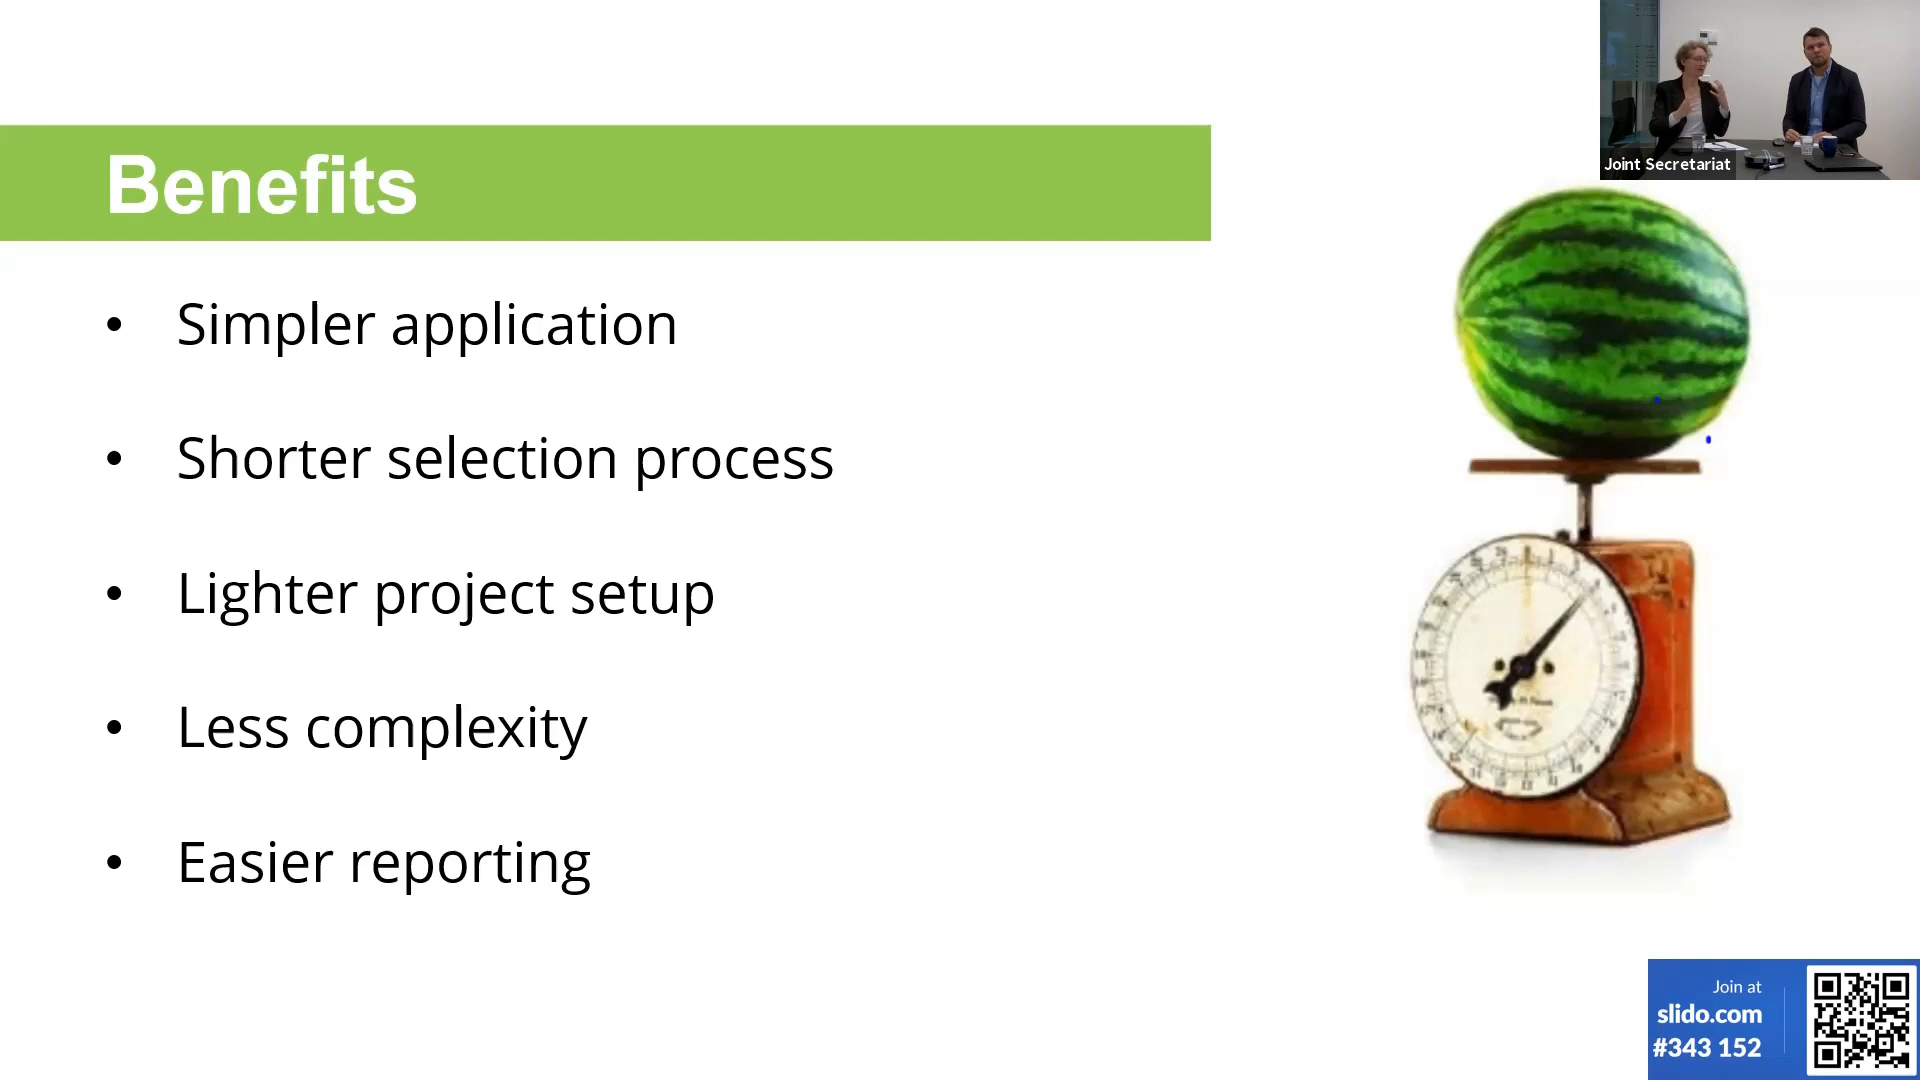 Joint Secretariat
Benefits
• Simpler application
• Shorter selection process
• Lighter project setup
• Less complexity
• Easier reporting
Join at
slido.com
#343 152